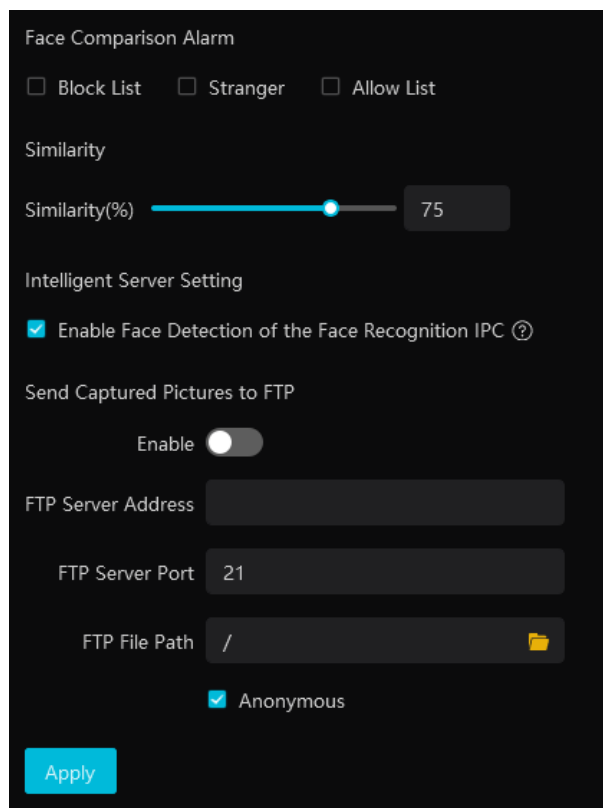 Face Comparison Alarm
Block List Stranger Allow List
Similarity
Similarity(%) 75
Intelligent Server Setting
Enable Face Detection of the Face Recognition IPC ?
Send Captured Pictures to FTP
Enable
FTP Server Address
FTP Server Port 21
FTP File Path /
Anonymous
Apply